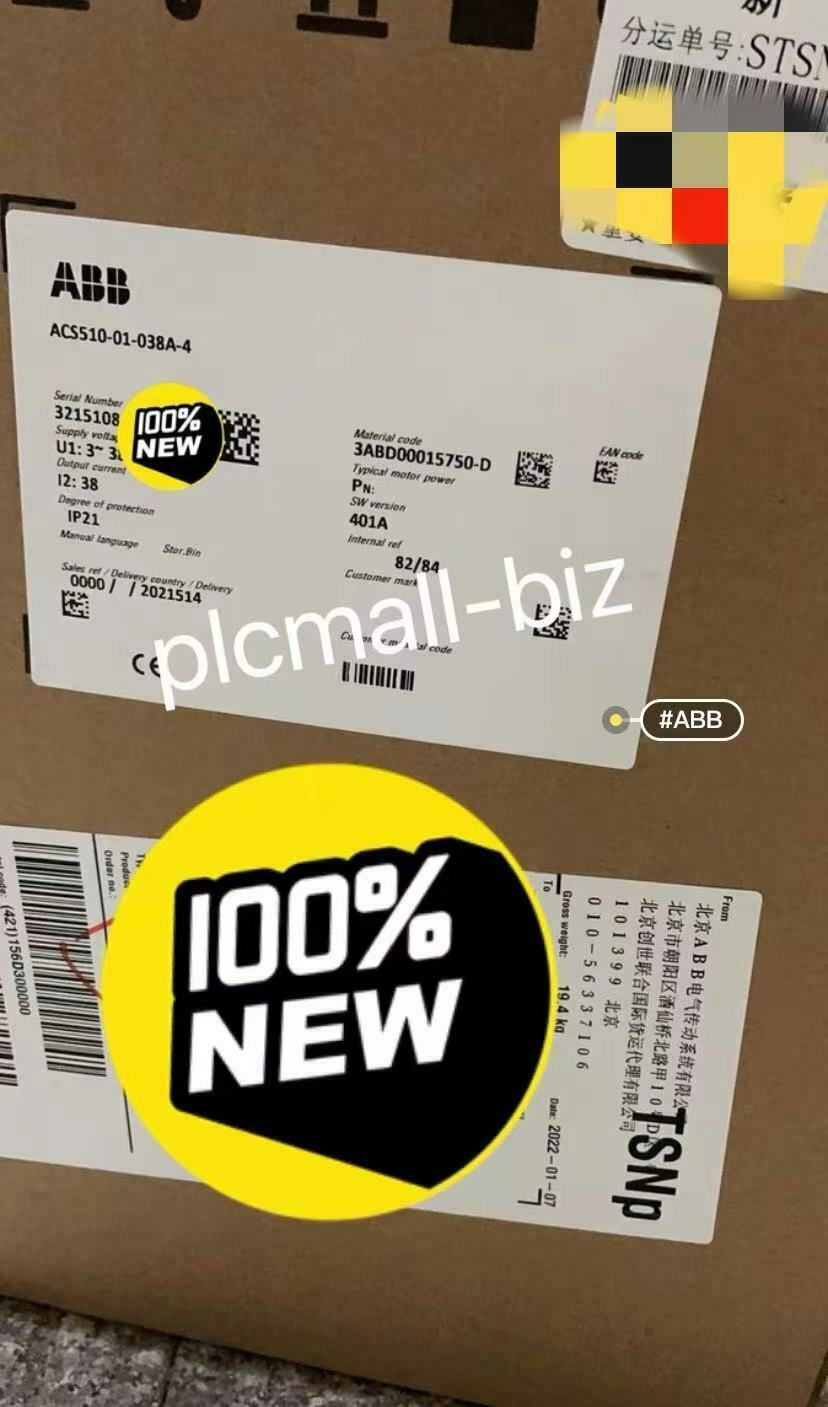 分运单号:STSN
ABB
ACS510-01-038A-4
Serial Number
3215108
Supply
U1: 3~
Output current
I2: 38
Degree of protection
IP21
Manual language Stor.Bin
Sales ref / Delivery country / Delivery
0000 / / 2021514
CE
Material code
3ABD00015750-D
Typical motor power
PN:
SW version
401A
Internal ref
82/84
Customer mark
code
EAN code
100%
NEW
plcmall-biz
#ABB
100%
NEW
(421)156D300000
Order no.:
From
北京ABB电气传动系统有限公
北京市朝阳区酒仙桥北路甲10
北京创世联合国际货运代理有限公司
101399 北京
010-56337106
Gross weight: 19.4 kg
To
Date: 2022-01-07
TSNp